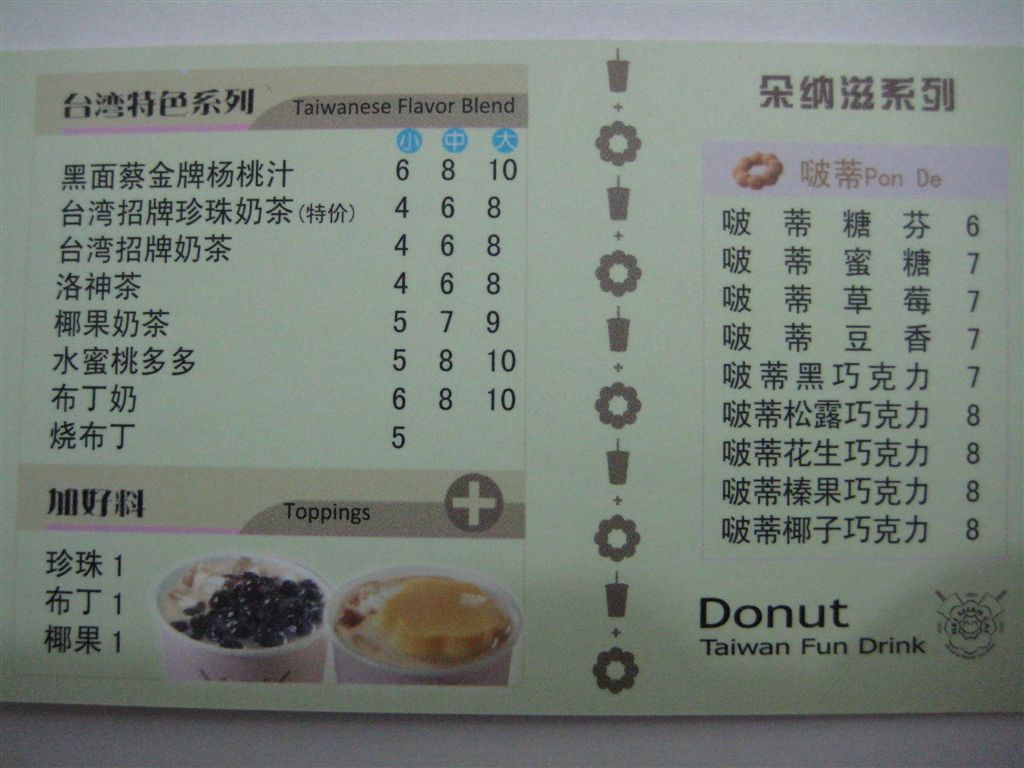 台湾特色系列 Taiwanese Flavor Blend
小 中 大
黑面蔡金牌杨桃汁 6 8 10
台湾招牌珍珠奶茶(特价) 4 6 8
台湾招牌奶茶 4 6 8
洛神茶 4 6 8
椰果奶茶 5 7 9
水蜜桃多多 5 8 10
布丁奶 6 8 10
烧布丁 5
加好料 Toppings
珍珠 1
布丁 1
椰果 1
朵纳滋系列
啵蒂Pon De
啵蒂糖芬 6
啵蒂蜜糖 7
啵蒂草莓 7
啵蒂豆香 7
啵蒂黑巧克力 7
啵蒂松露巧克力 8
啵蒂花生巧克力 8
啵蒂榛果巧克力 8
啵蒂椰子巧克力 8
Donut
Taiwan Fun Drink